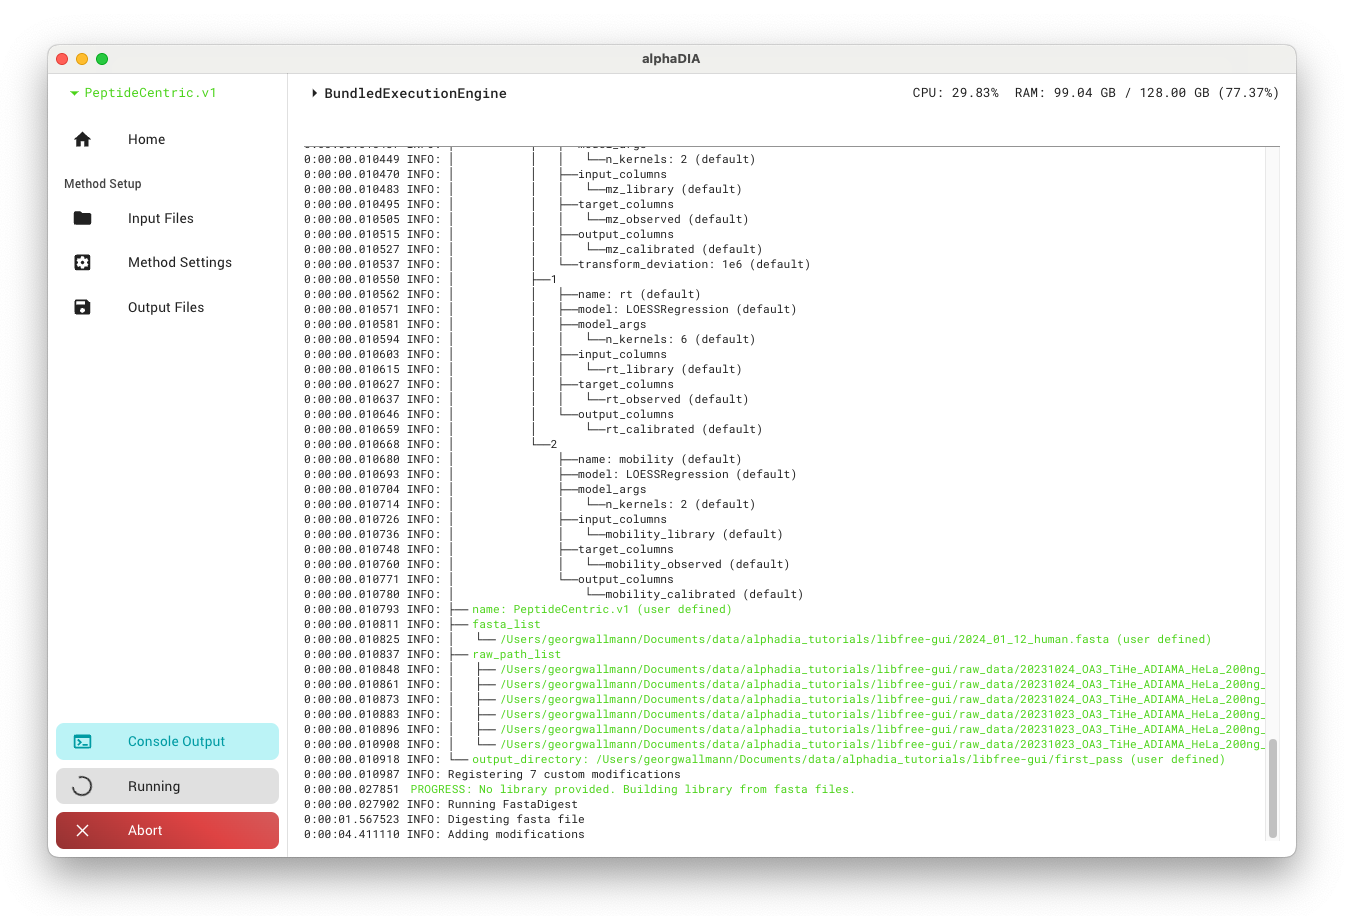 alphaDIA
PeptideCentric.v1
BundledExecutionEngine
CPU: 29.83% RAM: 99.04 GB / 128.00 GB (77.37%)
Home
Method Setup
Input Files
Method Settings
Output Files
Console Output
Running
Abort
0:00:00.010449 INFO: │ │ │ └──n_kernels: 2 (default)
0:00:00.010470 INFO: │ │ ├──input_columns
0:00:00.010483 INFO: │ │ │ └──mz_library (default)
0:00:00.010495 INFO: │ │ ├──target_columns
0:00:00.010505 INFO: │ │ │ └──mz_observed (default)
0:00:00.010515 INFO: │ │ ├──output_columns
0:00:00.010527 INFO: │ │ │ └──mz_calibrated (default)
0:00:00.010537 INFO: │ │ └──transform_deviation: 1e6 (default)
0:00:00.010550 INFO: │ ├──1
0:00:00.010562 INFO: │ │ ├──name: rt (default)
0:00:00.010571 INFO: │ │ ├──model: LOESSRegression (default)
0:00:00.010581 INFO: │ │ ├──model_args
0:00:00.010594 INFO: │ │ │ └──n_kernels: 6 (default)
0:00:00.010603 INFO: │ │ ├──input_columns
0:00:00.010615 INFO: │ │ │ └──rt_library (default)
0:00:00.010627 INFO: │ │ ├──target_columns
0:00:00.010637 INFO: │ │ │ └──rt_observed (default)
0:00:00.010646 INFO: │ │ └──output_columns
0:00:00.010659 INFO: │ │ └──rt_calibrated (default)
0:00:00.010668 INFO: │ └──2
0:00:00.010680 INFO: │ ├──name: mobility (default)
0:00:00.010693 INFO: │ ├──model: LOESSRegression (default)
0:00:00.010704 INFO: │ ├──model_args
0:00:00.010714 INFO: │ │ └──n_kernels: 2 (default)
0:00:00.010726 INFO: │ ├──input_columns
0:00:00.010736 INFO: │ │ └──mobility_library (default)
0:00:00.010748 INFO: │ ├──target_columns
0:00:00.010760 INFO: │ │ └──mobility_observed (default)
0:00:00.010771 INFO: │ └──output_columns
0:00:00.010780 INFO: │ └──mobility_calibrated (default)
0:00:00.010793 INFO: ├──name: PeptideCentric.v1 (user defined)
0:00:00.010811 INFO: ├──fasta_list
0:00:00.010825 INFO: │ └──/Users/georgwallmann/Documents/data/alphadia_tutorials/libfree-gui/2024_01_12_human.fasta (user defined)
0:00:00.010837 INFO: ├──raw_path_list
0:00:00.010848 INFO: │ ├──/Users/georgwallmann/Documents/data/alphadia_tutorials/libfree-gui/raw_data/20231024_OA3_TiHe_ADIAMA_HeLa_200ng_
0:00:00.010861 INFO: │ ├──/Users/georgwallmann/Documents/data/alphadia_tutorials/libfree-gui/raw_data/20231024_OA3_TiHe_ADIAMA_HeLa_200ng_
0:00:00.010873 INFO: │ ├──/Users/georgwallmann/Documents/data/alphadia_tutorials/libfree-gui/raw_data/20231024_OA3_TiHe_ADIAMA_HeLa_200ng_
0:00:00.010883 INFO: │ ├──/Users/georgwallmann/Documents/data/alphadia_tutorials/libfree-gui/raw_data/20231023_OA3_TiHe_ADIAMA_HeLa_200ng_
0:00:00.010896 INFO: │ ├──/Users/georgwallmann/Documents/data/alphadia_tutorials/libfree-gui/raw_data/20231023_OA3_TiHe_ADIAMA_HeLa_200ng_
0:00:00.010908 INFO: │ └──/Users/georgwallmann/Documents/data/alphadia_tutorials/libfree-gui/raw_data/20231023_OA3_TiHe_ADIAMA_HeLa_200ng_
0:00:00.010918 INFO: └──output_directory: /Users/georgwallmann/Documents/data/alphadia_tutorials/libfree-gui/first_pass (user defined)
0:00:00.010987 INFO: Registering 7 custom modifications
0:00:00.027851 PROGRESS: No library provided. Building library from fasta files.
0:00:00.027902 INFO: Running FastaDigest
0:00:01.567523 INFO: Digesting fasta file
0:00:04.411110 INFO: Adding modifications